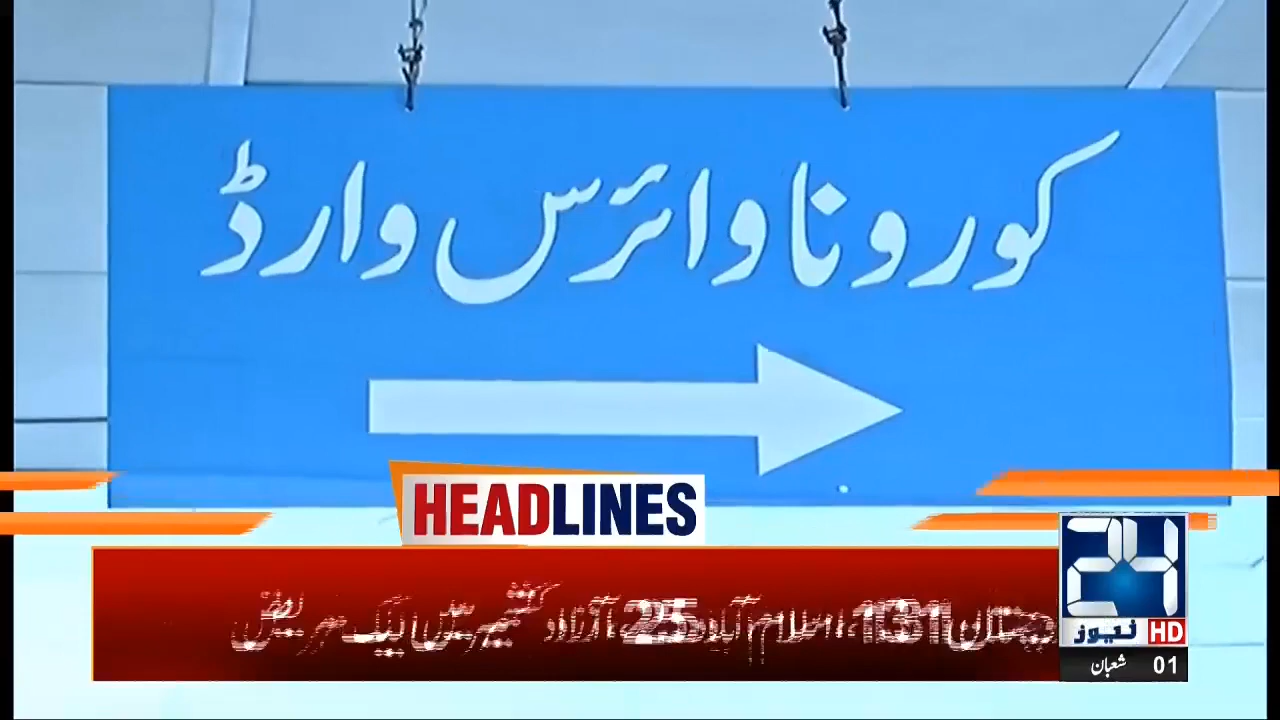 کورونا وائرس وارڈ
HEADLINES
131، اسلام آباد 25، آزاد کشمیر میں ایک مریض
24
نیوز HD
01 شعبان